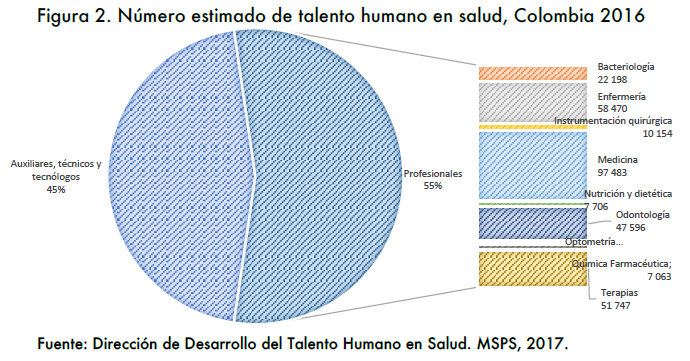 Figura 2. Número estimado de talento humano en salud, Colombia 2016
Auxiliares, técnicos y
tecnólogos
45%
Profesionales
55%
Bacteriología
22 198
Enfermería
58 470
Instrumentación quirúrgica
10 154
Medicina
97 483
Nutrición y dietética
7 706
Odontología
47 596
Optometría...
Química Farmacéutica;
7 063
Terapias
51 747
Fuente: Dirección de Desarrollo del Talento Humano en Salud. MSPS, 2017.